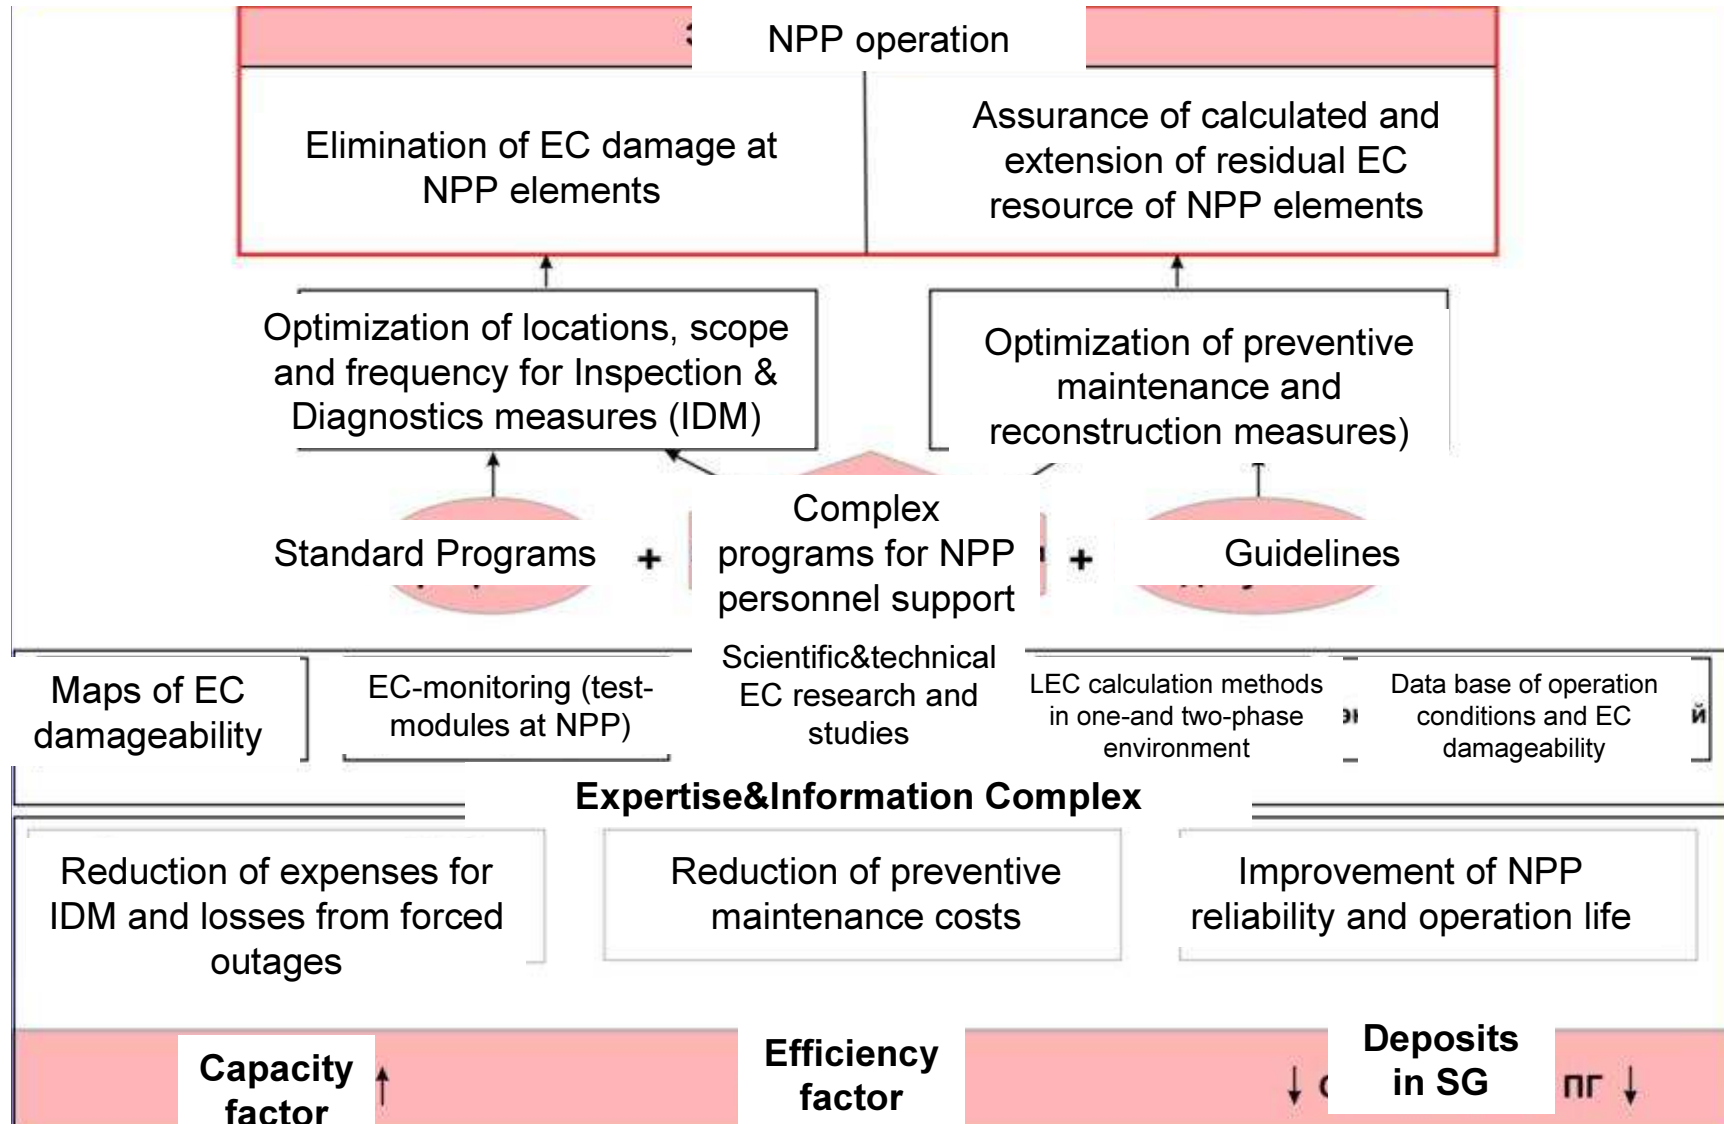 NPP operation
Elimination of EC damage at
NPP elements
Assurance of calculated and
extension of residual EC
resource of NPP elements
Optimization of locations, scope
and frequency for Inspection &
Diagnostics measures (IDM)
Optimization of preventive
maintenance and
reconstruction measures)
Standard Programs
+
Complex
programs for NPP
personnel support
+
Guidelines
Maps of EC
damageability
EC-monitoring (test-
modules at NPP)
Scientific&technical
EC research and
studies
LEC calculation methods
in one-and two-phase
environment
Data base of operation
conditions and EC
damageability
й
Expertise&Information Complex
Reduction of expenses for
IDM and losses from forced
outages
Reduction of preventive
maintenance costs
Improvement of NPP
reliability and operation life
Capacity
factor
↑
Efficiency
factor
↓
Deposits
in SG
ПГ ↓